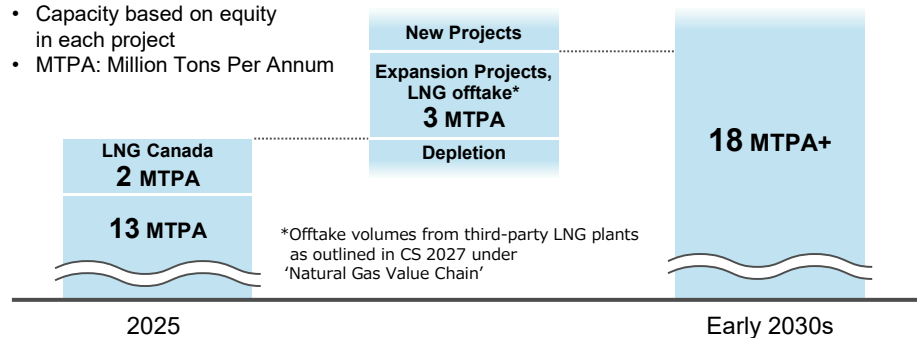 • Capacity based on equity
in each project
• MTPA: Million Tons Per Annum
New Projects
Expansion Projects,
LNG offtake*
3 MTPA
Depletion
LNG Canada
2 MTPA
13 MTPA
18 MTPA+
*Offtake volumes from third-party LNG plants
as outlined in CS 2027 under
‘Natural Gas Value Chain’
2025
Early 2030s